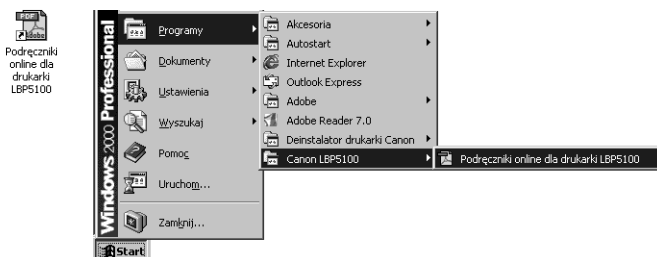 PDF
Adobe
Podręczniki
online dla
drukarki
LBP5100
Windows 2000 Professional
Programy
Dokumenty
Ustawienia
Wyszukaj
Pomoc
Uruchom...
Zamknij...
Start
Akcesoria
Autostart
Internet Explorer
Outlook Express
Adobe
Adobe Reader 7.0
Deinstalator drukarki Canon
Canon LBP5100
Podręczniki online dla drukarki LBP5100